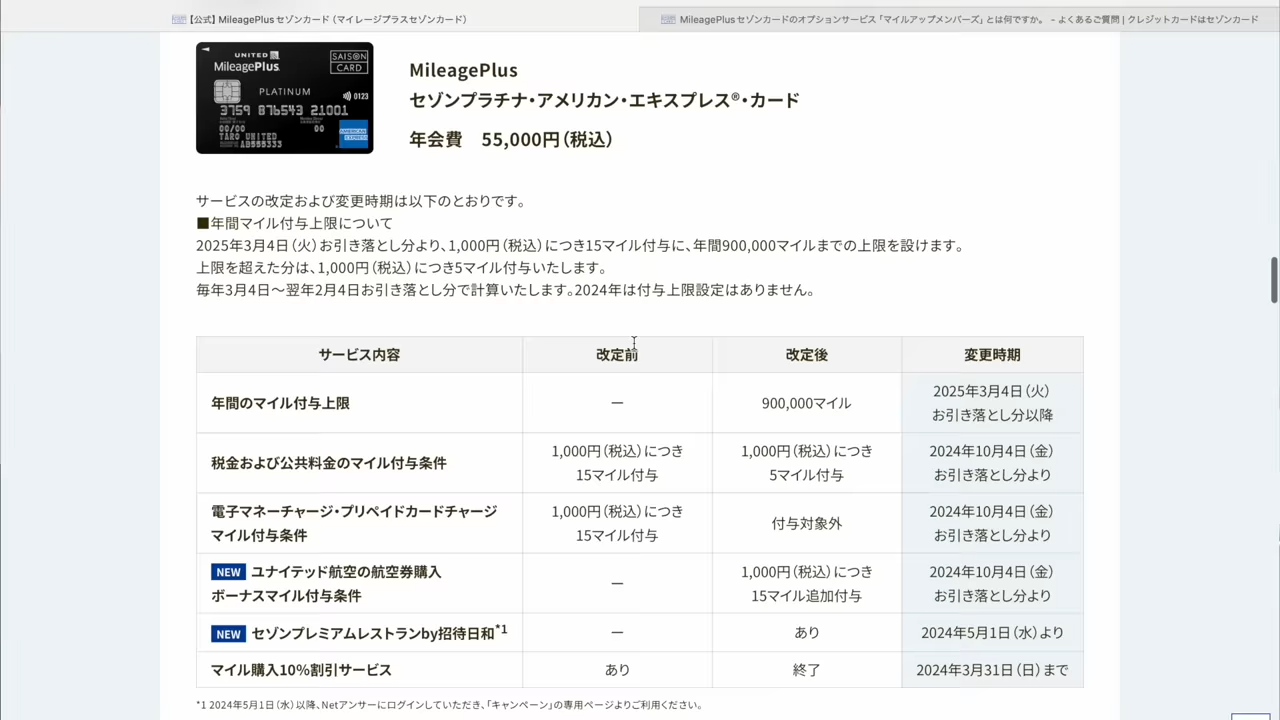 【公式】MileagePlusセゾンカード（マイレージプラスセゾンカード）
MileagePlusセゾンカードのオプションサービス「マイルアップメンバーズ」とは何ですか。 - よくあるご質問 | クレジットカードはセゾンカード
UNITED
MileagePlus
SAISON
CARD
PLATINUM
0123
3759 876543 21001
00/00
00
TARO UNITED
AMERICAN
EXPRESS
MileagePlus
セゾンプラチナ・アメリカン・エキスプレス®・カード
年会費 55,000円（税込）
サービスの改定および変更時期は以下のとおりです。
■年間マイル付与上限について
2025年3月4日（火）お引き落とし分より、1,000円（税込）につき15マイル付与に、年間900,000マイルまでの上限を設けます。
上限を超えた分は、1,000円（税込）につき5マイル付与いたします。
毎年3月4日～翌年2月4日お引き落とし分で計算いたします。2024年は付与上限設定はありません。
サービス内容 改定前 改定後 変更時期
年間のマイル付与上限 ー 900,000マイル 2025年3月4日（火）
お引き落とし分以降
税金および公共料金のマイル付与条件 1,000円（税込）につき 1,000円（税込）につき 2024年10月4日（金）
15マイル付与 5マイル付与 お引き落とし分より
電子マネーチャージ・プリペイドカードチャージ 1,000円（税込）につき 付与対象外 2024年10月4日（金）
マイル付与条件 15マイル付与 お引き落とし分より
NEW ユナイテッド航空の航空券購入 ー 1,000円（税込）につき 2024年10月4日（金）
ボーナスマイル付与条件 15マイル追加付与 お引き落とし分より
NEW セゾンプレミアムレストランby招待日和*1 ー あり 2024年5月1日（水）より
マイル購入10％割引サービス あり 終了 2024年3月31日（日）まで
*1 2024年5月1日（水）以降、Netアンサーにログインしていただき、「キャンペーン」の専用ページよりご利用ください。